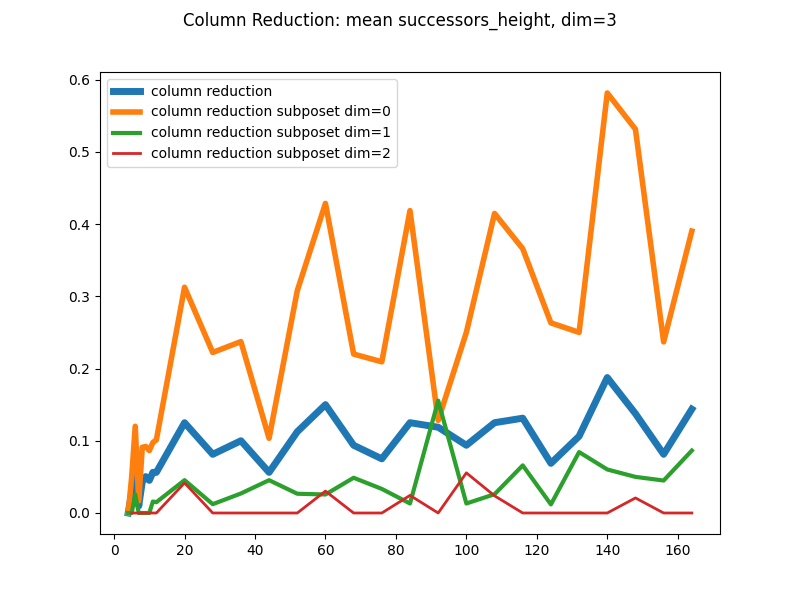 Column Reduction: mean successors_height, dim=3
column reduction
column reduction subposet dim=0
column reduction subposet dim=1
column reduction subposet dim=2
0.6
0.5
0.4
0.3
0.2
0.1
0.0
0 20 40 60 80 100 120 140 160